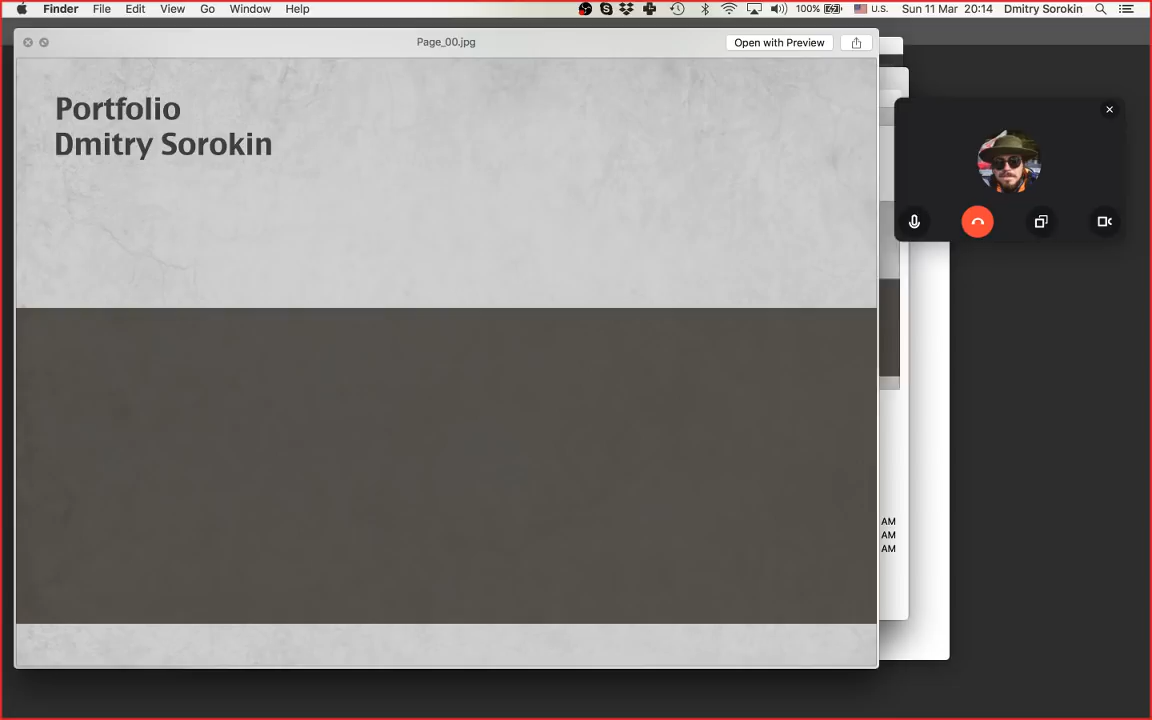 Finder File Edit View Go Window Help 100% U.S. Sun 11 Mar 20:14 Dmitry Sorokin
Page_00.jpg Open with Preview
Portfolio
Dmitry Sorokin
AM
AM
AM